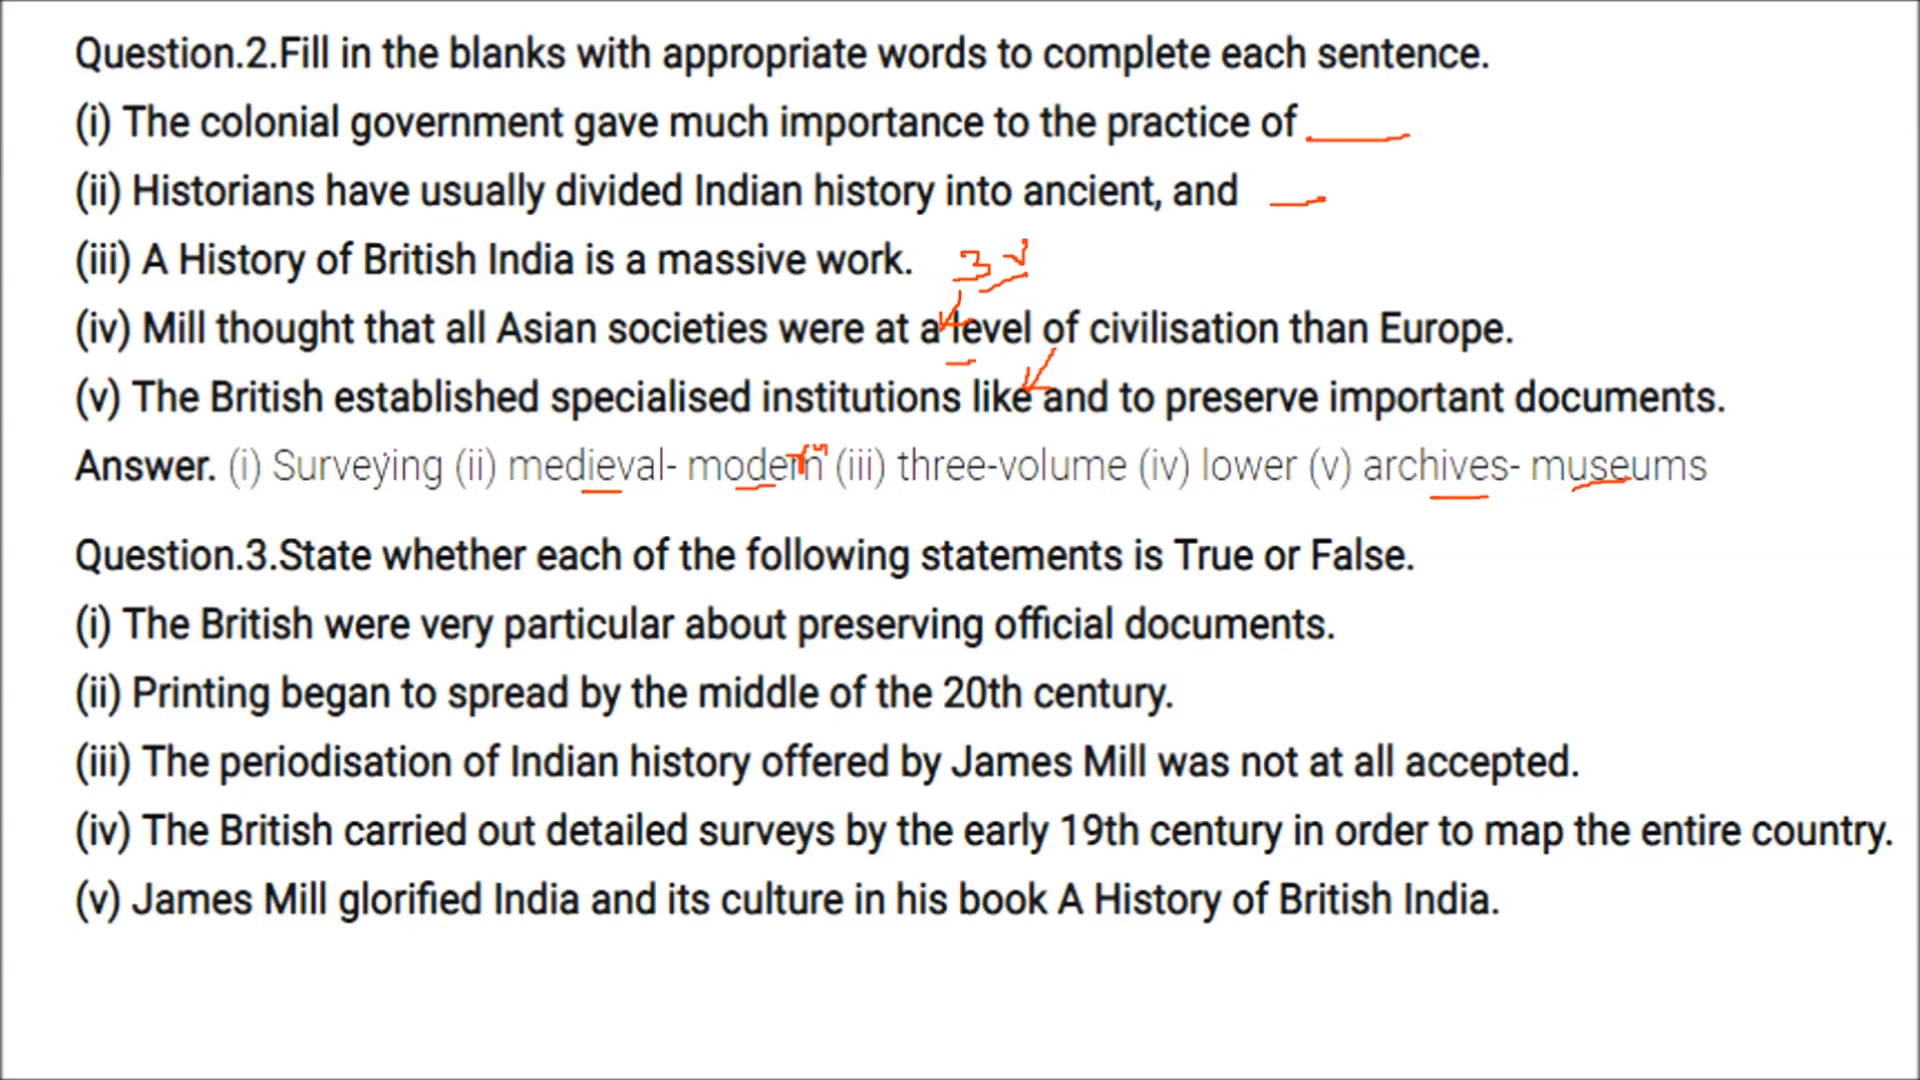 Question.2.Fill in the blanks with appropriate words to complete each sentence.
(i) The colonial government gave much importance to the practice of
(ii) Historians have usually divided Indian history into ancient, and
(iii) A History of British India is a massive work. 3 v
(iv) Mill thought that all Asian societies were at a level of civilisation than Europe.
(v) The British established specialised institutions like and to preserve important documents.
Answer. (i) Surveying (ii) medieval- modern (iii) three-volume (iv) lower (v) archives- museums
Question.3.State whether each of the following statements is True or False.
(i) The British were very particular about preserving official documents.
(ii) Printing began to spread by the middle of the 20th century.
(iii) The periodisation of Indian history offered by James Mill was not at all accepted.
(iv) The British carried out detailed surveys by the early 19th century in order to map the entire country.
(v) James Mill glorified India and its culture in his book A History of British India.